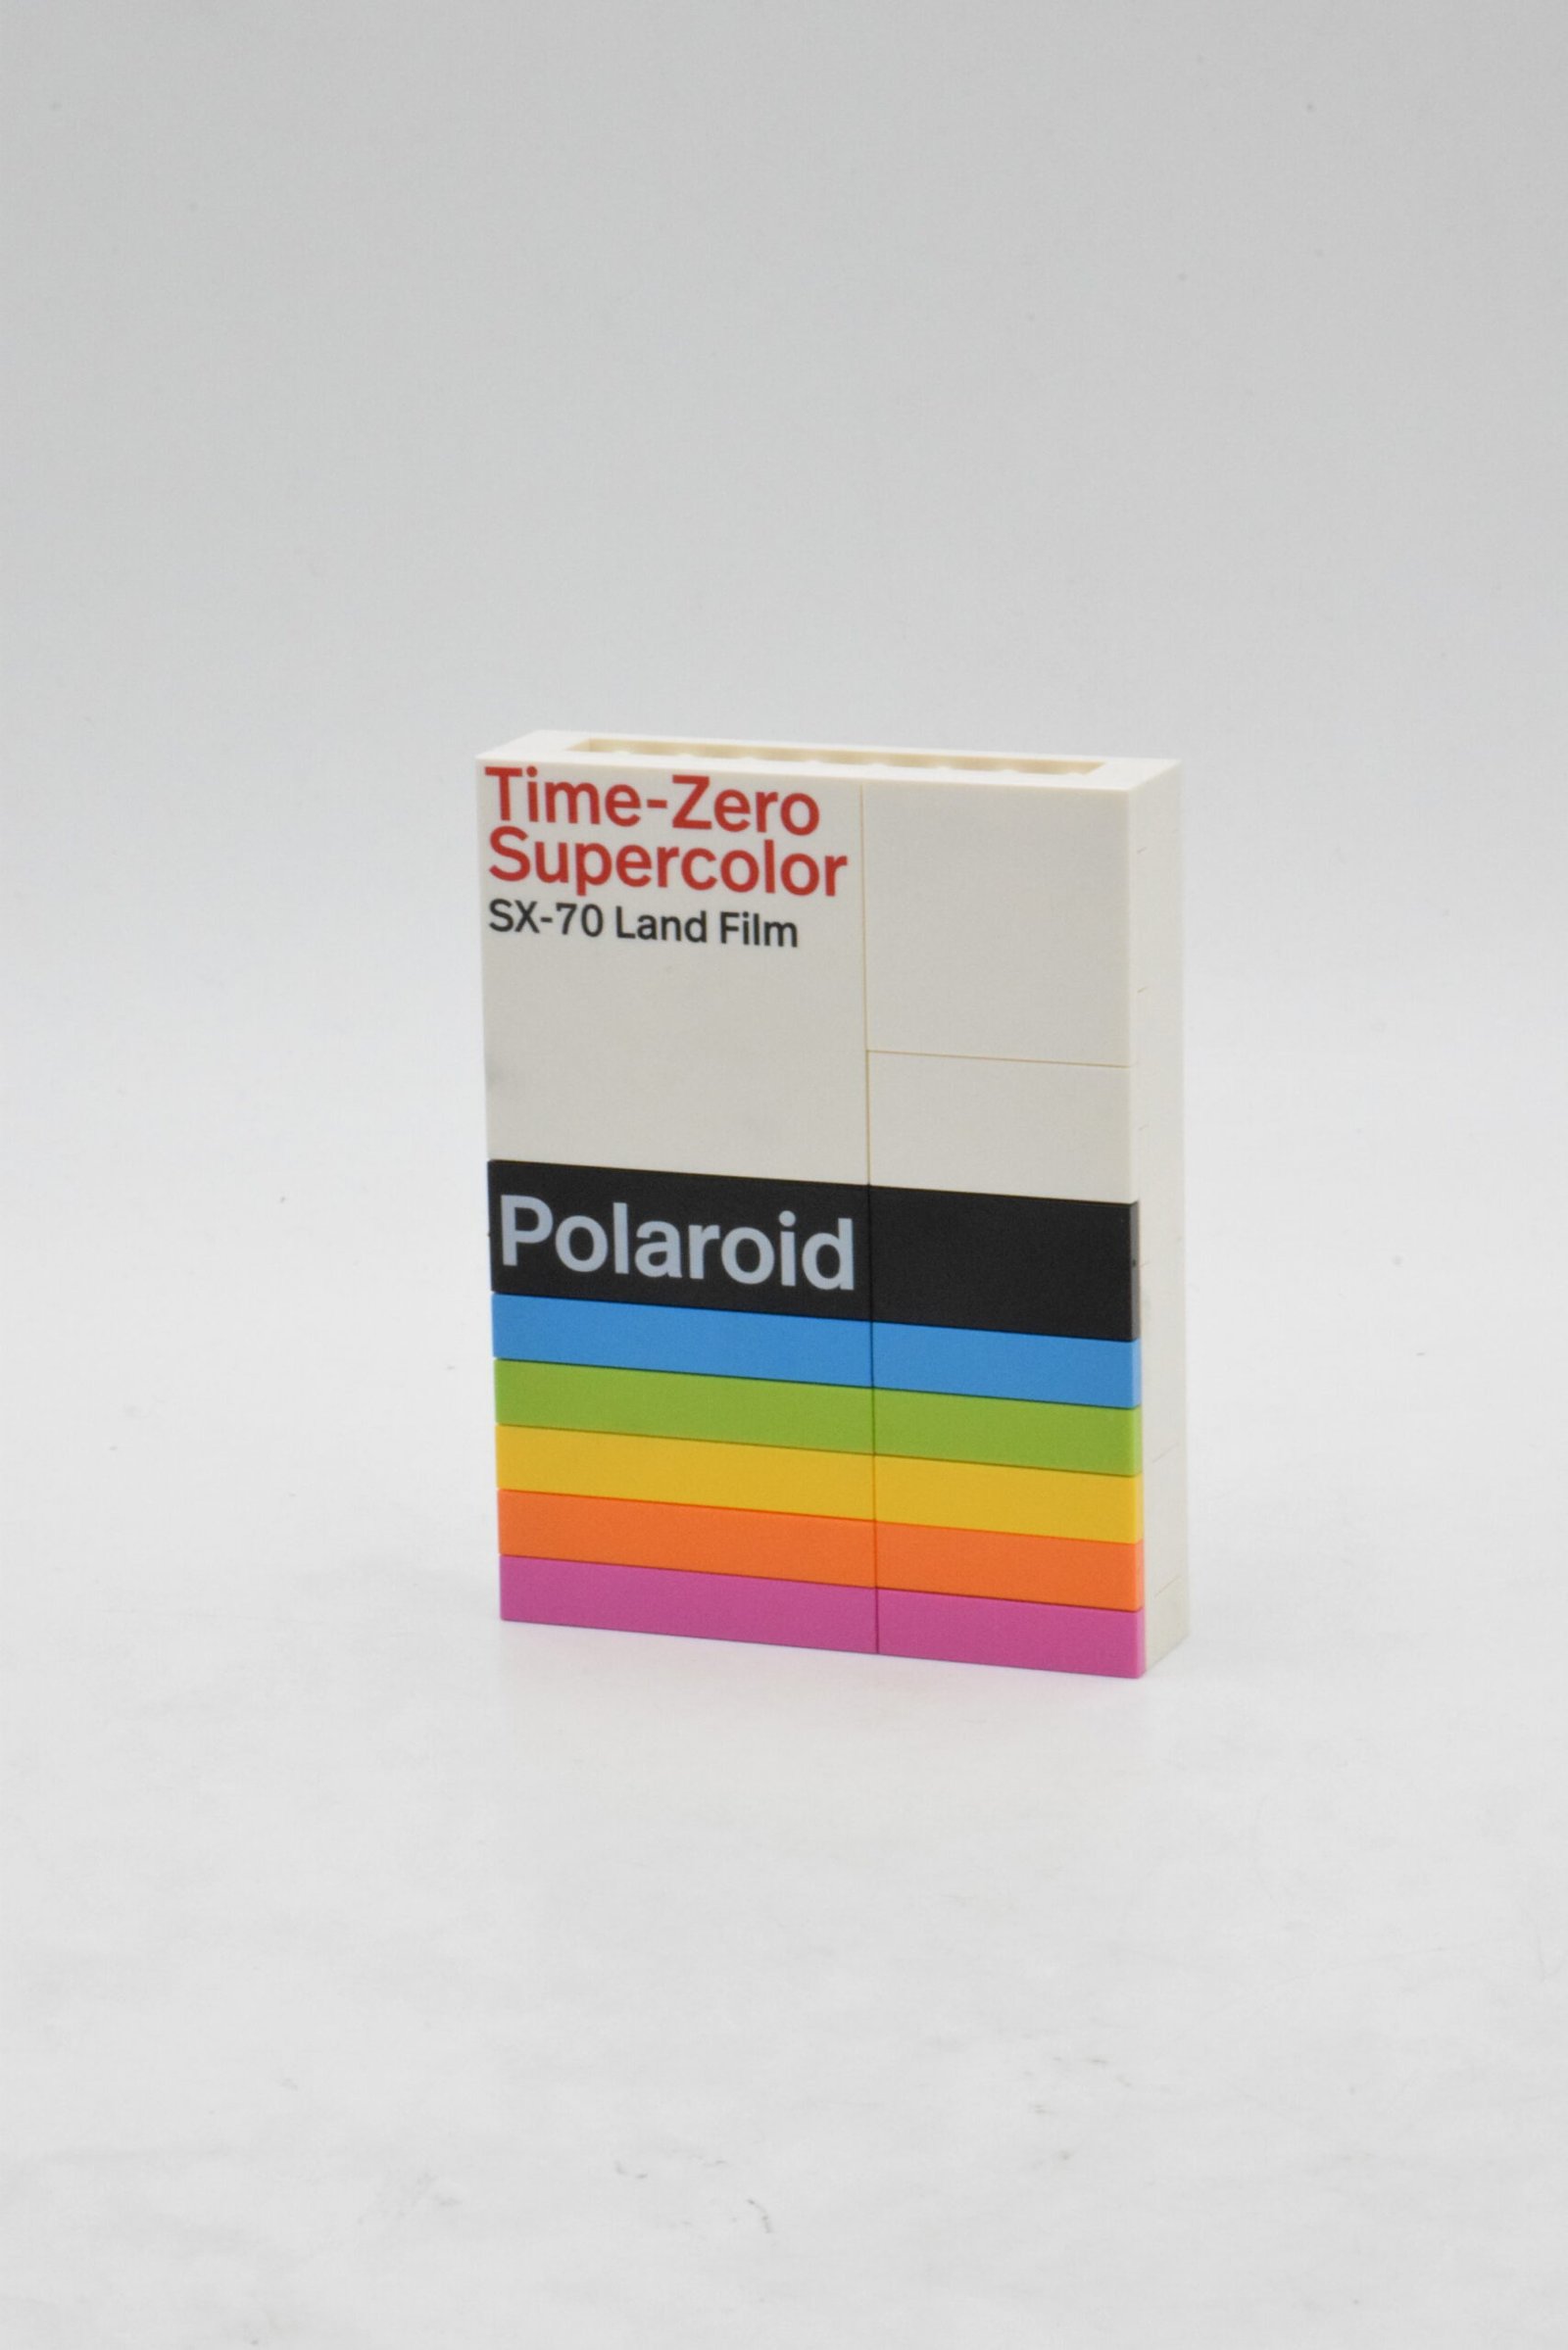 Time-Zero
Supercolor
SX-70 Land Film
Polaroid